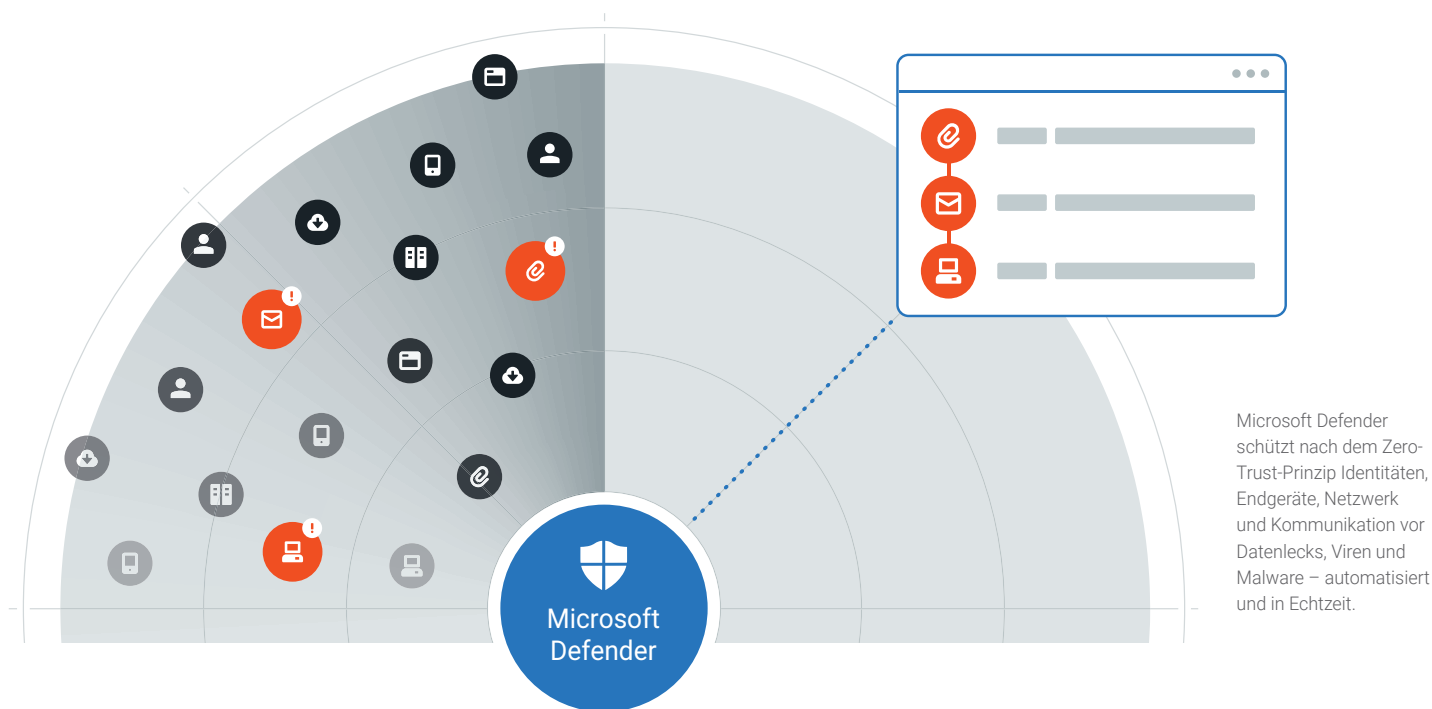 Microsoft
Defender
Microsoft Defender
schützt nach dem Zero-
Trust-Prinzip Identitäten,
Endgeräte, Netzwerk
und Kommunikation vor
Datenlecks, Viren und
Malware – automatisiert
und in Echtzeit.